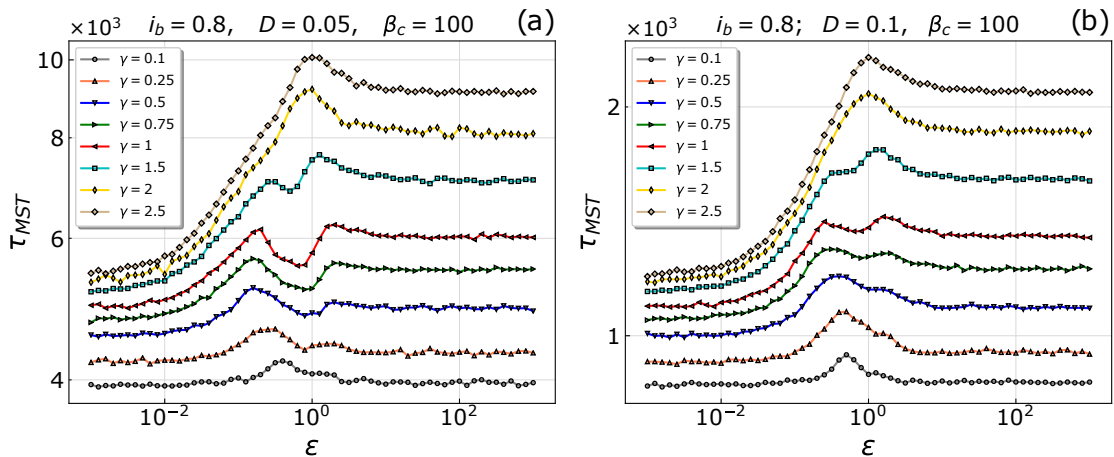 ×10³ i_b = 0.8, D = 0.05, β_c = 100 (a)
γ = 0.1
γ = 0.25
γ = 0.5
γ = 0.75
γ = 1
γ = 1.5
γ = 2
γ = 2.5
10
8
6
4
τ_MST
10⁻² 10⁰ 10²
ε
×10³ i_b = 0.8; D = 0.1, β_c = 100 (b)
γ = 0.1
γ = 0.25
γ = 0.5
γ = 0.75
γ = 1
γ = 1.5
γ = 2
γ = 2.5
2
1
τ_MST
10⁻² 10⁰ 10²
ε